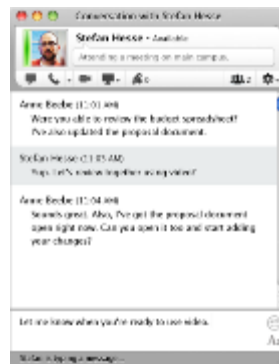 Conversation with Stefan Hesse
Stefan Hesse - Available
Attending a meeting on main campus.
2
Anne Beebe (11:01 AM)
Were you able to review the budget spreadsheet?
I've also updated the proposal document.
Stefan Hesse (11:03 AM)
Yup. Let's review together using video?
Anne Beebe (11:04 AM)
Sounds great. Also, I've got the proposal document
open right now. Can you open it too and start adding
your changes?
Let me know when you're ready to use video.
Stefan is typing a message...